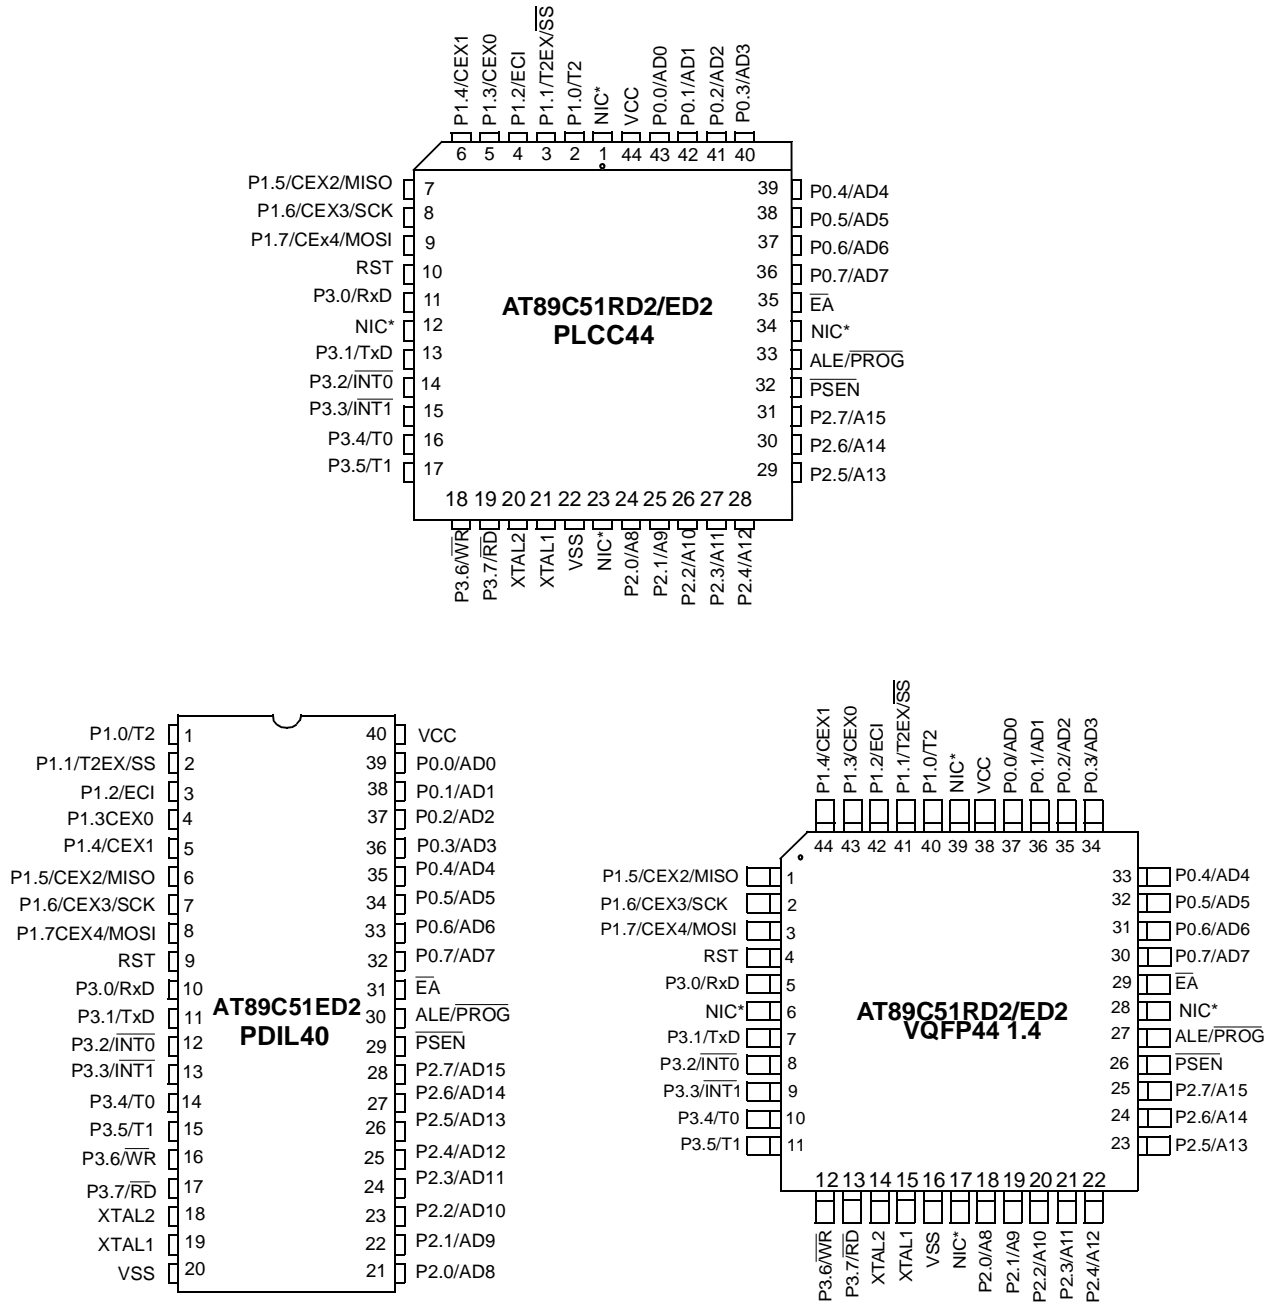 P1.4/CEX1
P1.3/CEX0
P1.2/ECI
P1.1/T2EX/S̅S̅
P1.0/T2
NIC*
VCC
P0.0/AD0
P0.1/AD1
P0.2/AD2
P0.3/AD3
6 5 4 3 2 1 44 43 42 41 40
P1.5/CEX2/MISO 7
P1.6/CEX3/SCK 8
P1.7/CEx4/MOSI 9
RST 10
P3.0/RxD 11
NIC* 12
P3.1/TxD 13
P3.2/I̅N̅T̅0̅ 14
P3.3/I̅N̅T̅1̅ 15
P3.4/T0 16
P3.5/T1 17
AT89C51RD2/ED2
PLCC44
39 P0.4/AD4
38 P0.5/AD5
37 P0.6/AD6
36 P0.7/AD7
35 E̅A̅
34 NIC*
33 ALE/P̅R̅O̅G̅
32 P̅S̅E̅N̅
31 P2.7/A15
30 P2.6/A14
29 P2.5/A13
18 19 20 21 22 23 24 25 26 27 28
P3.6/W̅R̅
P3.7/R̅D̅
XTAL2
XTAL1
VSS
NIC*
P2.0/A8
P2.1/A9
P2.2/A10
P2.3/A11
P2.4/A12
P1.0/T2 1
P1.1/T2EX/SS 2
P1.2/ECI 3
P1.3CEX0 4
P1.4/CEX1 5
P1.5/CEX2/MISO 6
P1.6/CEX3/SCK 7
P1.7CEX4/MOSI 8
RST 9
P3.0/RxD 10
P3.1/TxD 11
P3.2/I̅N̅T̅0̅ 12
P3.3/I̅N̅T̅1̅ 13
P3.4/T0 14
P3.5/T1 15
P3.6/W̅R̅ 16
P3.7/R̅D̅ 17
XTAL2 18
XTAL1 19
VSS 20
AT89C51ED2
PDIL40
40 VCC
39 P0.0/AD0
38 P0.1/AD1
37 P0.2/AD2
36 P0.3/AD3
35 P0.4/AD4
34 P0.5/AD5
33 P0.6/AD6
32 P0.7/AD7
31 E̅A̅
30 ALE/P̅R̅O̅G̅
29 P̅S̅E̅N̅
28 P2.7/AD15
27 P2.6/AD14
26 P2.5/AD13
25 P2.4/AD12
24 P2.3/AD11
23 P2.2/AD10
22 P2.1/AD9
21 P2.0/AD8
P1.4/CEX1
P1.3/CEX0
P1.2/ECI
P1.1/T2EX/S̅S̅
P1.0/T2
NIC*
VCC
P0.0/AD0
P0.1/AD1
P0.2/AD2
P0.3/AD3
44 43 42 41 40 39 38 37 36 35 34
P1.5/CEX2/MISO 1
P1.6/CEX3/SCK 2
P1.7/CEX4/MOSI 3
RST 4
P3.0/RxD 5
NIC* 6
P3.1/TxD 7
P3.2/I̅N̅T̅0̅ 8
P3.3/I̅N̅T̅1̅ 9
P3.4/T0 10
P3.5/T1 11
AT89C51RD2/ED2
VQFP44 1.4
33 P0.4/AD4
32 P0.5/AD5
31 P0.6/AD6
30 P0.7/AD7
29 E̅A̅
28 NIC*
27 ALE/P̅R̅O̅G̅
26 P̅S̅E̅N̅
25 P2.7/A15
24 P2.6/A14
23 P2.5/A13
12 13 14 15 16 17 18 19 20 21 22
P3.6/W̅R̅
P3.7/R̅D̅
XTAL2
XTAL1
VSS
NIC*
P2.0/A8
P2.1/A9
P2.2/A10
P2.3/A11
P2.4/A12